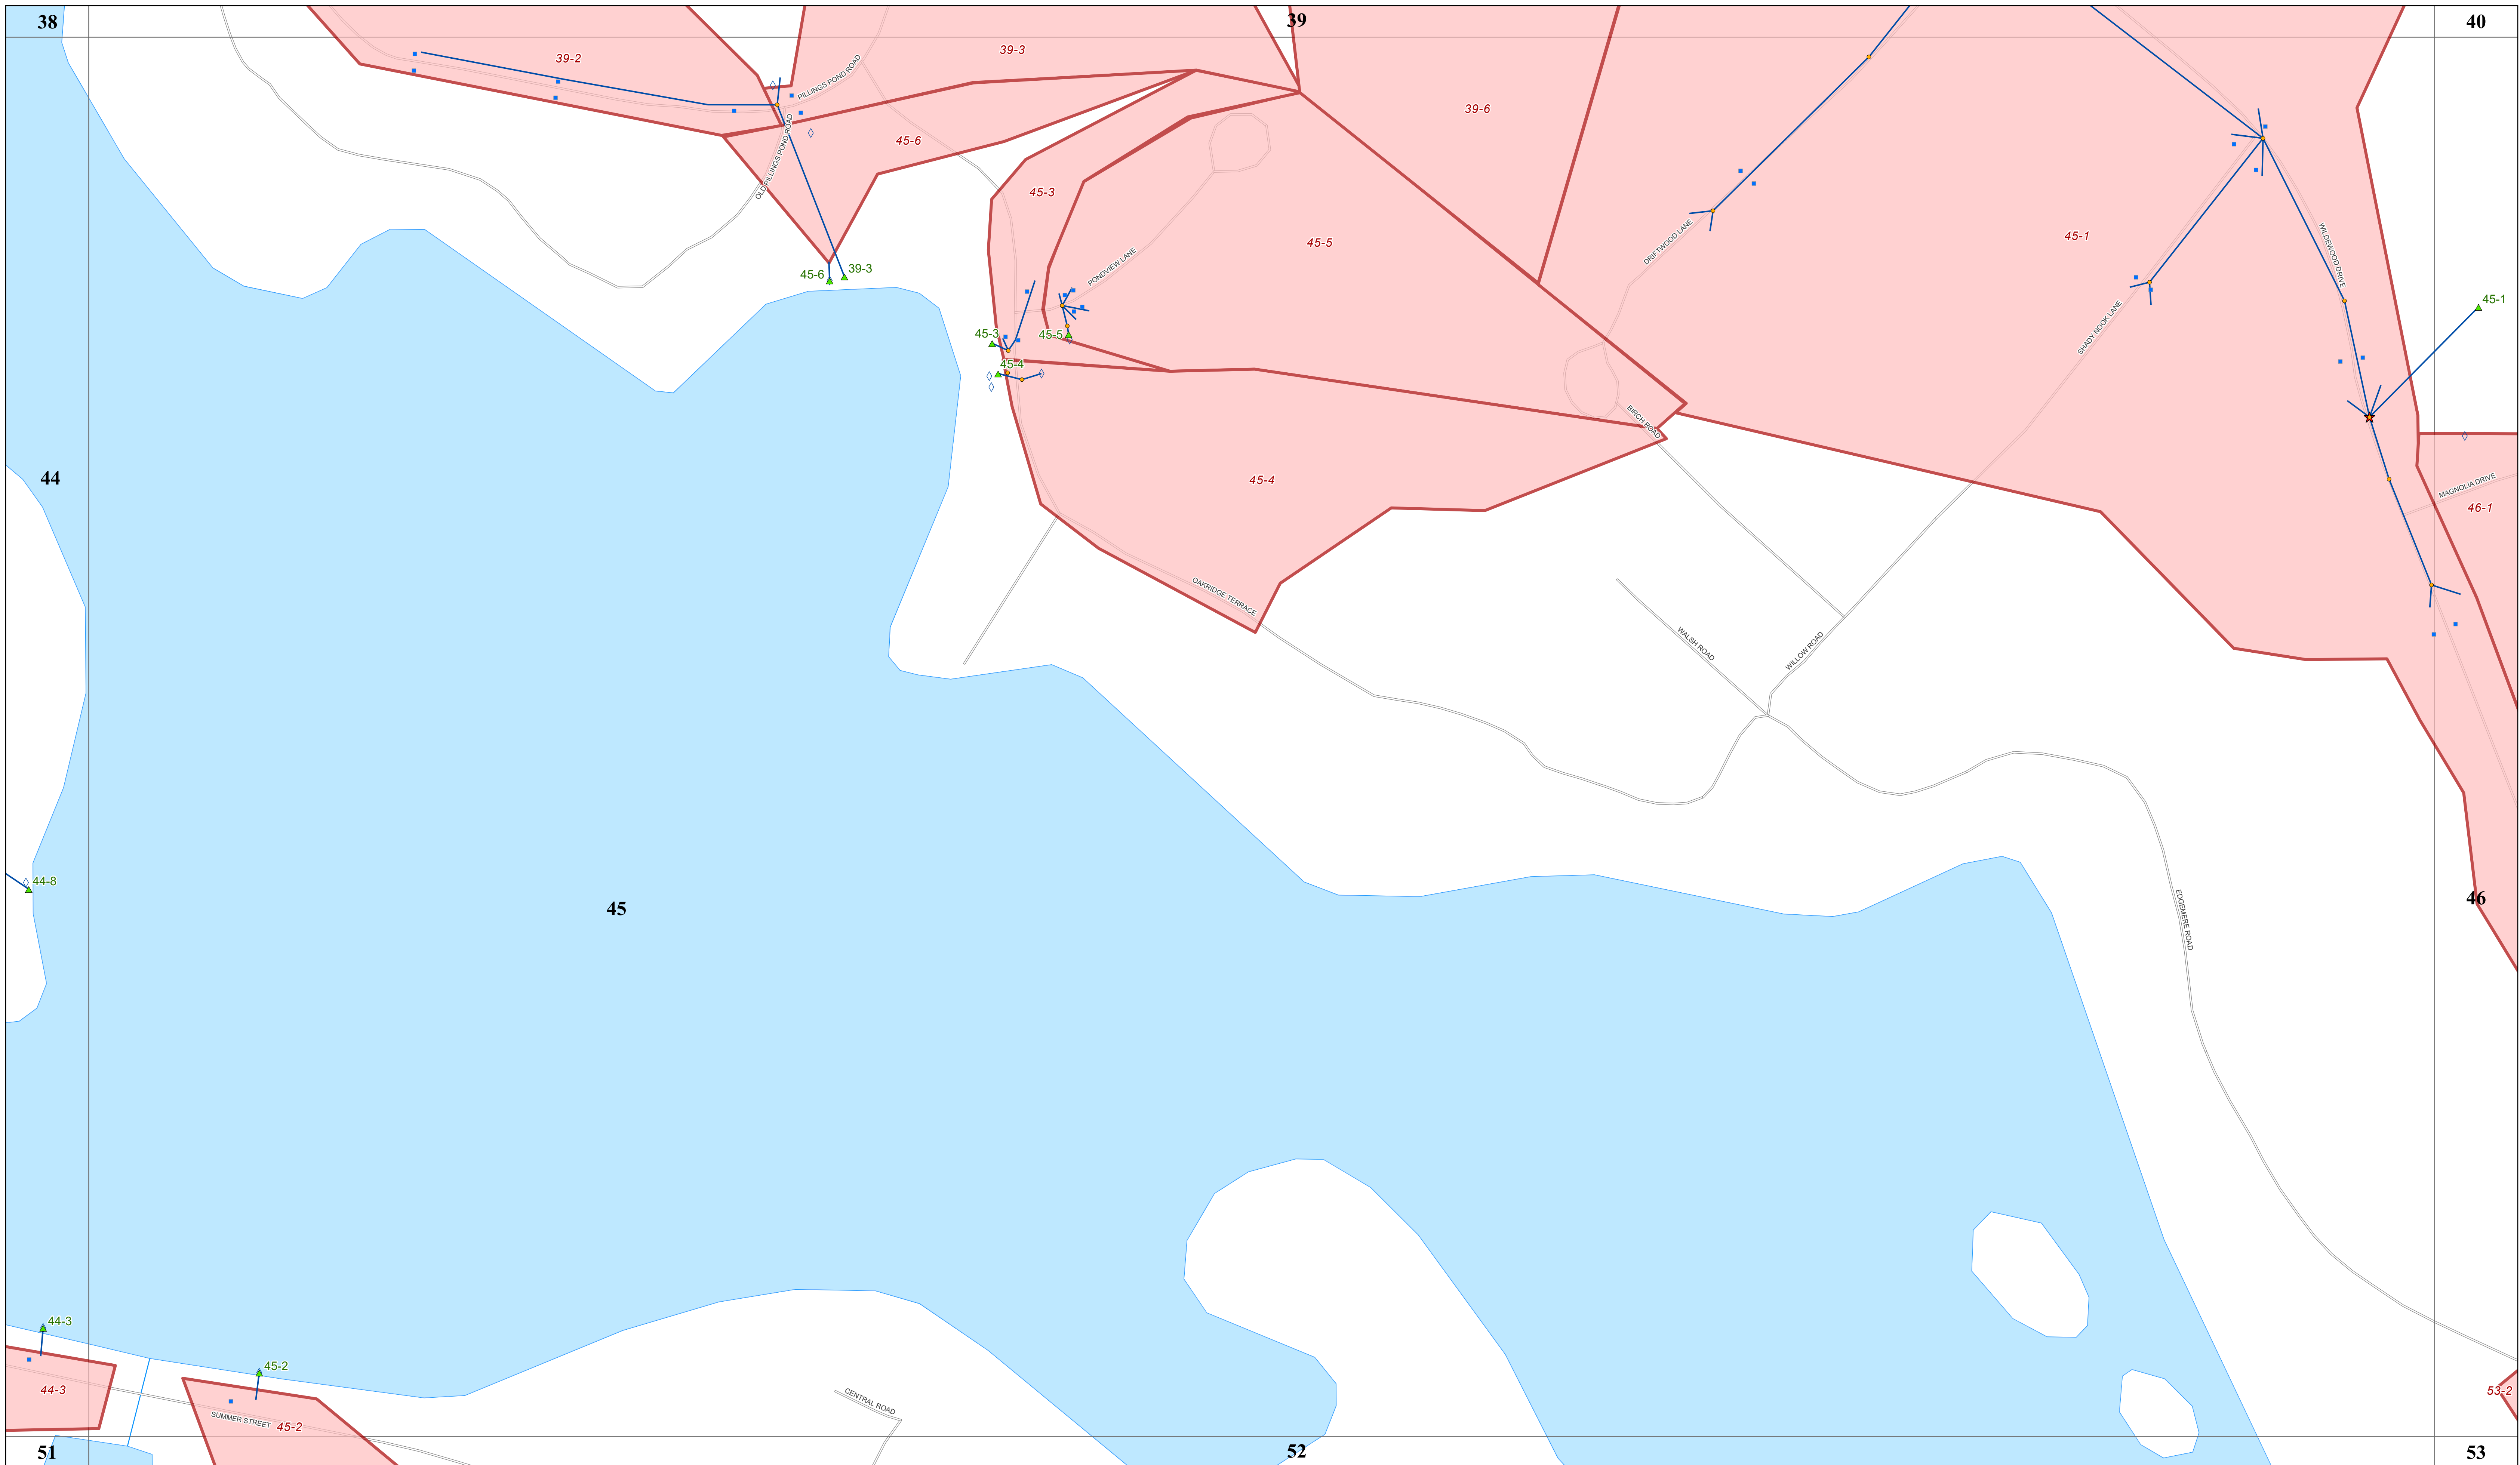 38
39
40
39-2
39-3
PILLINGS POND ROAD
39-6
OLD PILLINGS POND ROAD
45-6
45-3
45-5
DRIFTWOOD LANE
45-1
WILDEWOOD DRIVE
PONDVIEW LANE
45-6
39-3
45-1
SHADY NOOK LANE
45-3
45-5
45-4
BIRCH ROAD
44
45-4
MAGNOLIA DRIVE
46-1
OAKRIDGE TERRACE
WALSH ROAD
WILLOW ROAD
44-8
45
46
EDGEMERE ROAD
44-3
45-2
44-3
53-2
CENTRAL ROAD
SUMMER STREET
45-2
51
52
53